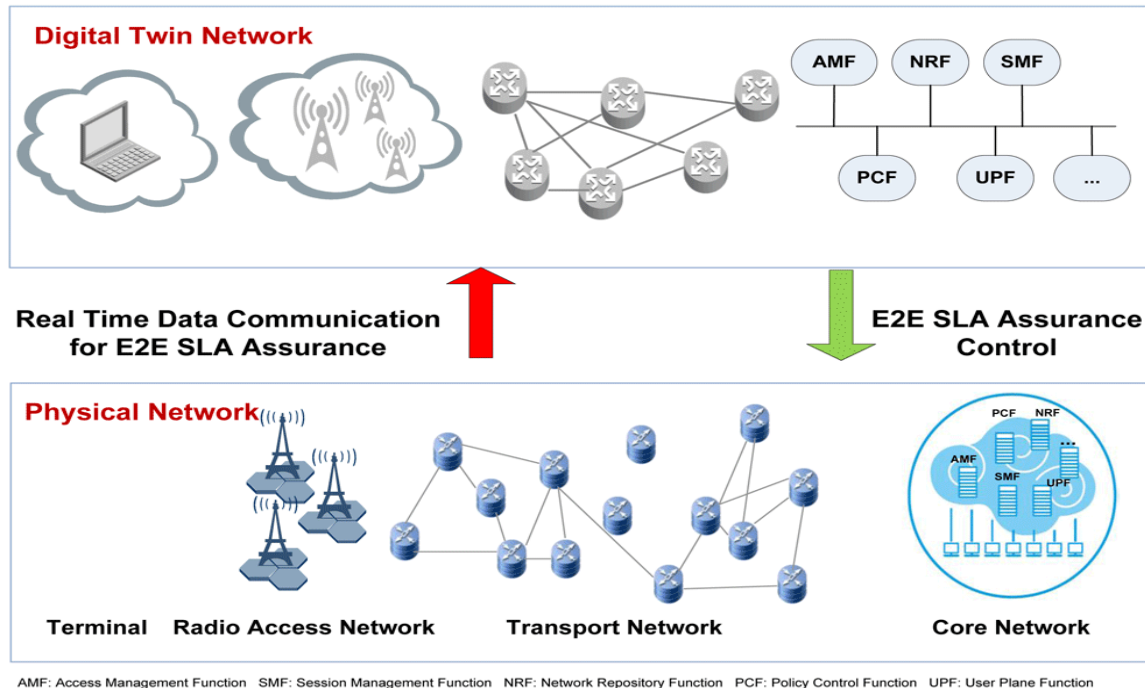 Digital Twin Network
AMF
NRF
SMF
PCF
UPF
...
Real Time Data Communication
for E2E SLA Assurance
E2E SLA Assurance
Control
Physical Network
PCF
NRF
...
AMF
SMF
UPF
Terminal
Radio Access Network
Transport Network
Core Network
AMF: Access Management Function SMF: Session Management Function NRF: Network Repository Function PCF: Policy Control Function UPF: User Plane Function